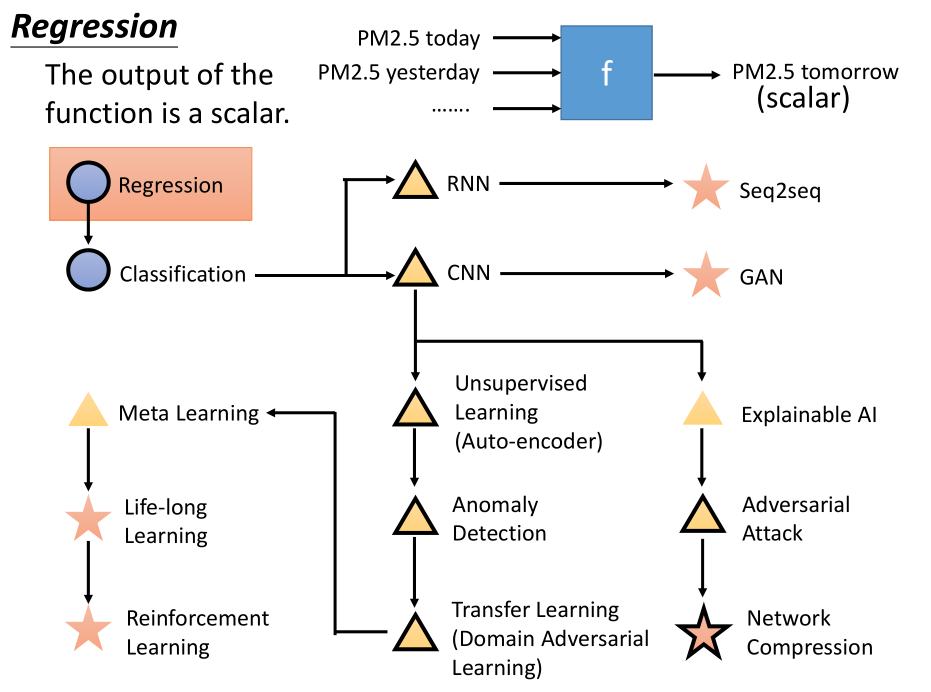 Regression
The output of the
function is a scalar.
PM2.5 today
PM2.5 yesterday
…….
f
PM2.5 tomorrow
(scalar)
Regression
RNN
Seq2seq
Classification
CNN
GAN
Meta Learning
Unsupervised
Learning
(Auto-encoder)
Explainable AI
Life-long
Learning
Anomaly
Detection
Adversarial
Attack
Reinforcement
Learning
Transfer Learning
(Domain Adversarial
Learning)
Network
Compression